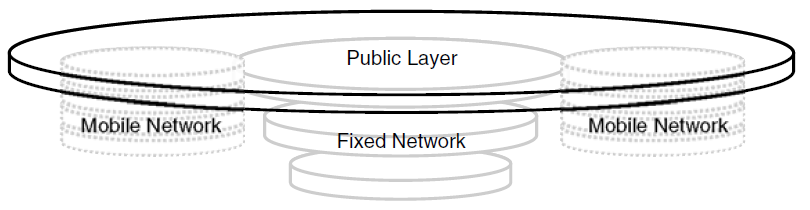 Public Layer
Mobile Network
Fixed Network
Mobile Network